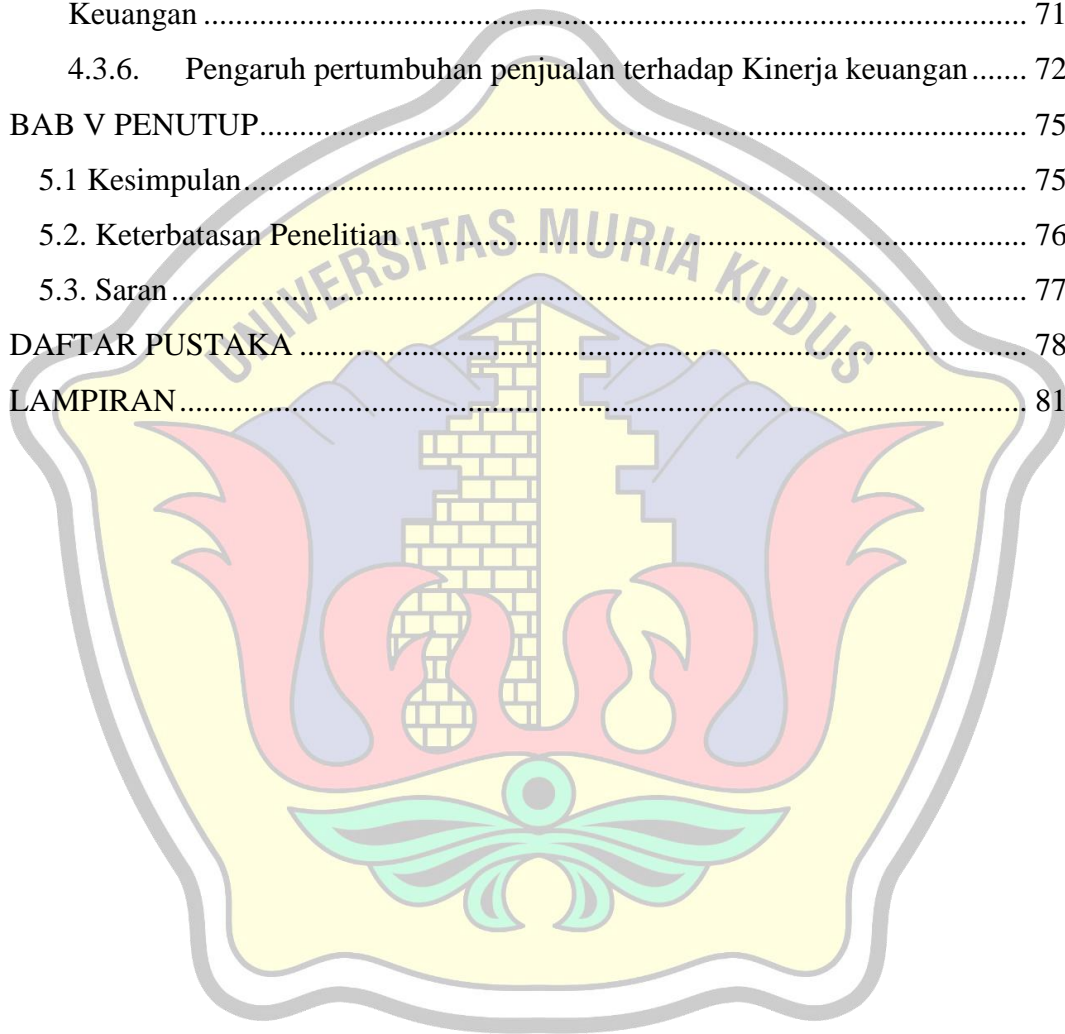 Keuangan ........................................................................................................ 71
4.3.6. Pengaruh pertumbuhan penjualan terhadap Kinerja keuangan ....... 72
BAB V PENUTUP................................................................................................. 75
5.1 Kesimpulan.................................................................................................... 75
5.2. Keterbatasan Penelitian ............................................................................... 76
5.3. Saran ............................................................................................................. 77
DAFTAR PUSTAKA ............................................................................................ 78
LAMPIRAN........................................................................................................... 81
UNIVERSITAS MURIA KUDUS